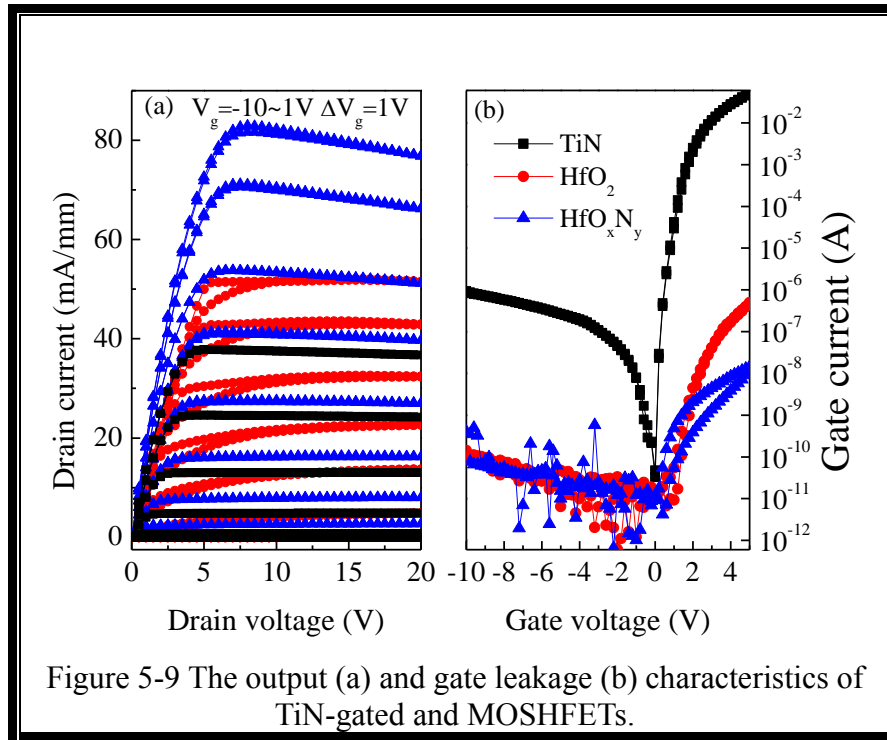 (a) V_g=-10~1V ΔV_g=1V
80
60
40
20
0
0 5 10 15 20
Drain current (mA/mm)
Drain voltage (V)
(b)
TiN
HfO₂
HfOₓN_y
10⁻²
10⁻³
10⁻⁴
10⁻⁵
10⁻⁶
10⁻⁷
10⁻⁸
10⁻⁹
10⁻¹⁰
10⁻¹¹
10⁻¹²
-10 -8 -6 -4 -2 0 2 4
Gate current (A)
Gate voltage (V)
Figure 5-9 The output (a) and gate leakage (b) characteristics of
TiN-gated and MOSHFETs.